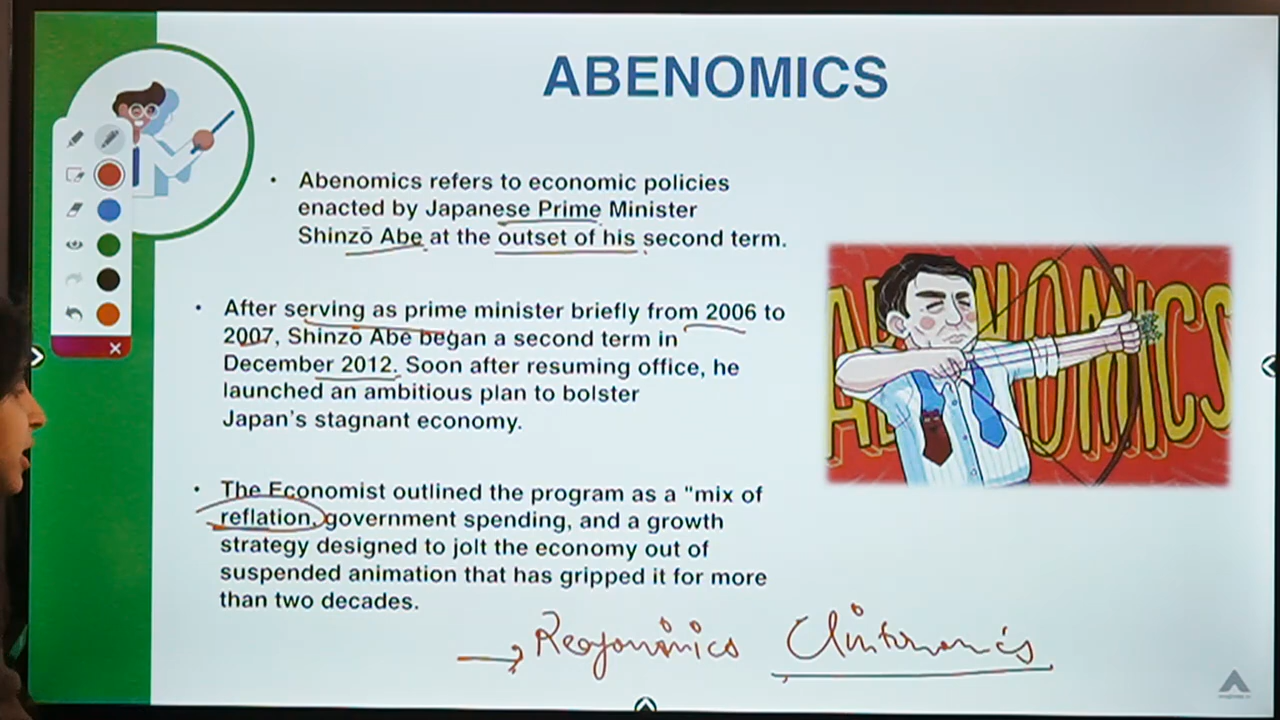 ABENOMICS
• Abenomics refers to economic policies
enacted by Japanese Prime Minister
Shinzō Abe at the outset of his second term.
• After serving as prime minister briefly from 2006 to
2007, Shinzō Abe began a second term in
December 2012. Soon after resuming office, he
launched an ambitious plan to bolster
Japan's stagnant economy.
ABENOMICS
• The Economist outlined the program as a "mix of
reflation, government spending, and a growth
strategy designed to jolt the economy out of
suspended animation that has gripped it for more
than two decades.
→ Reagonomics Clintonomics